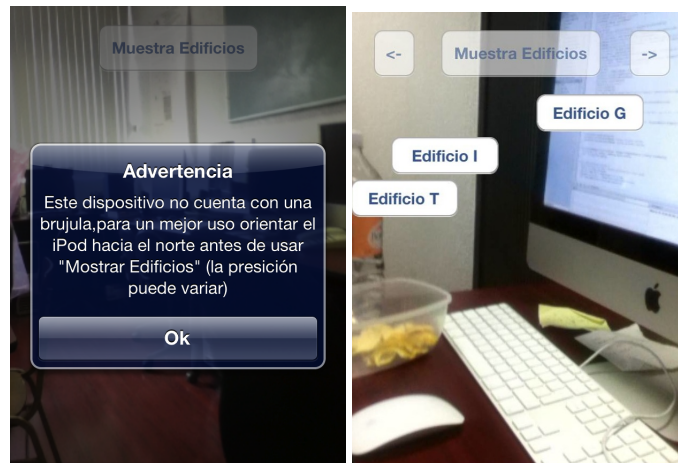 Muestra Edificios
Advertencia
Este dispositivo no cuenta con una
brujula,para un mejor uso orientar el
iPod hacia el norte antes de usar
"Mostrar Edificios" (la presición
puede variar)
Ok
<-
Muestra Edificios
->
Edificio G
Edificio I
Edificio T